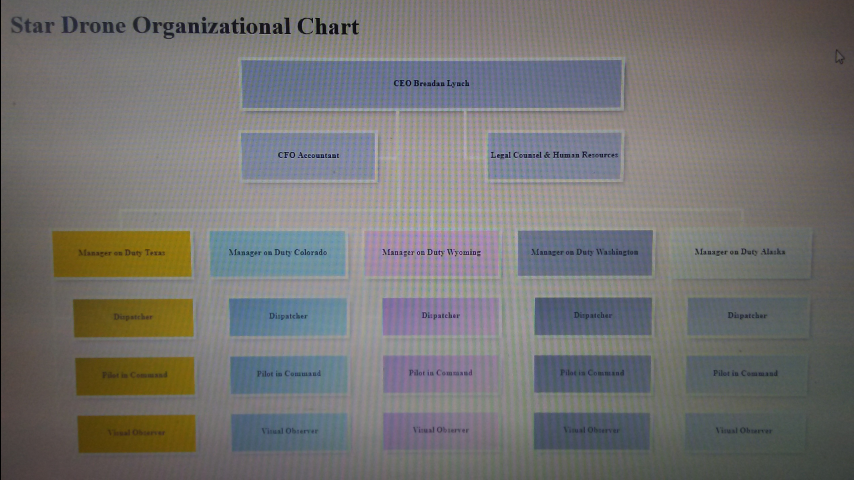 Star Drone Organizational Chart
CEO Brendan Lynch
CFO Accountant
Legal Counsel & Human Resources
Manager on Duty Texas
Manager on Duty Colorado
Manager on Duty Wyoming
Manager on Duty Washington
Manager on Duty Alaska
Dispatcher
Dispatcher
Dispatcher
Dispatcher
Dispatcher
Pilot in Command
Pilot in Command
Pilot in Command
Pilot in Command
Pilot in Command
Visual Observer
Visual Observer
Visual Observer
Visual Observer
Visual Observer